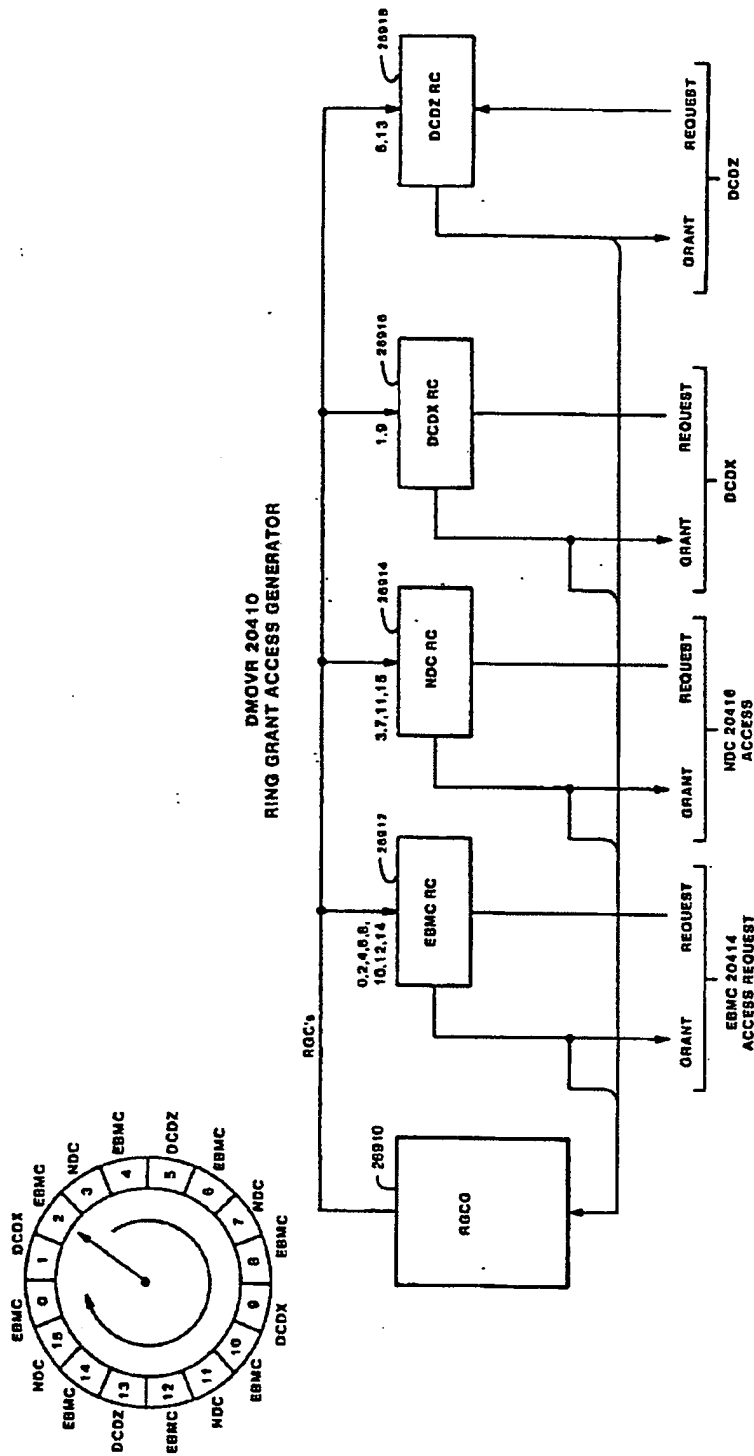 EBMC
DCDX
EBMC
NDC
EBMC
DCDZ
EBMC
NDC
EBMC
DCDX
EBMC
NDC
EBMC
DCDZ
EBMC
NDC
0
1
2
3
4
5
6
7
8
9
10
11
12
13
14
15
DMOVR 20410
RING GRANT ACCESS GENERATOR
RGC's
26910
RGCG
0,2,4,6,8,
10,12,14
26912
EBMC RC
3,7,11,15
26914
NDC RC
1,9
26916
DCDX RC
5,13
26918
DCDZ RC
GRANT REQUEST
EBMC 20414
ACCESS REQUEST
GRANT REQUEST
NDC 20416
ACCESS
GRANT REQUEST
DCDX
GRANT REQUEST
DCDZ